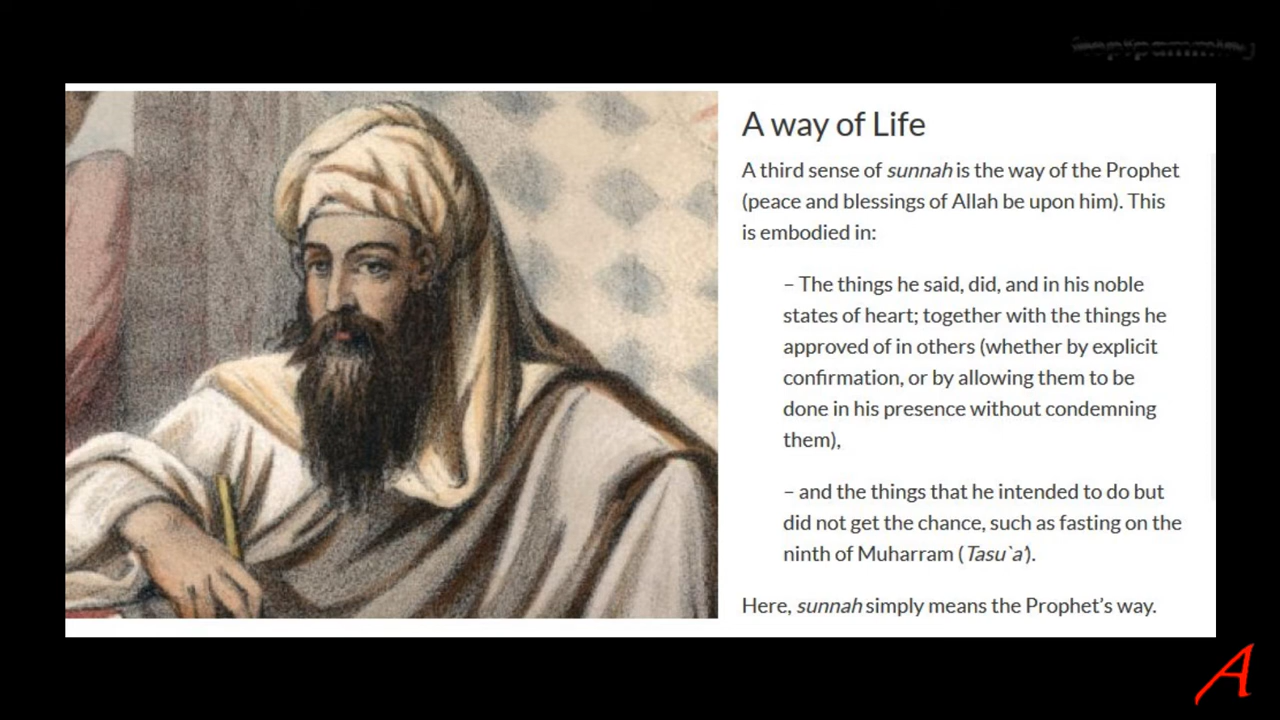 A way of Life
A third sense of sunnah is the way of the Prophet
(peace and blessings of Allah be upon him). This
is embodied in:
– The things he said, did, and in his noble
states of heart; together with the things he
approved of in others (whether by explicit
confirmation, or by allowing them to be
done in his presence without condemning
them),
– and the things that he intended to do but
did not get the chance, such as fasting on the
ninth of Muharram (Tasu`a’).
Here, sunnah simply means the Prophet’s way.
A